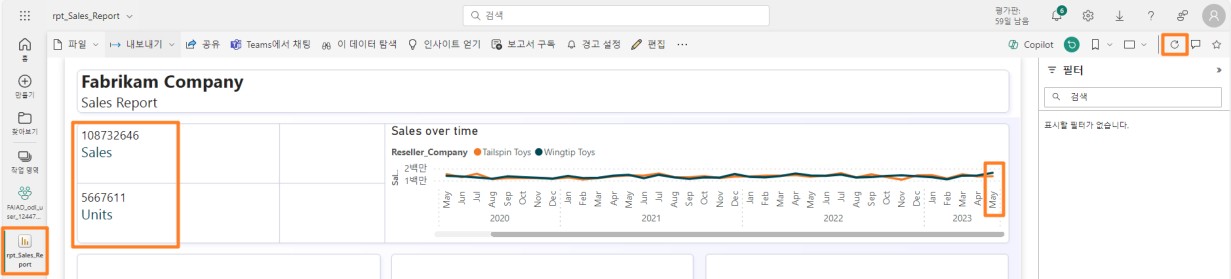 rpt_Sales_Report
검색
평가판:
59일 남음
6
홈
만들기
찾아보기
작업 영역
FAIAD_odl_u
ser_12447...
rpt_Sales_Re
port
파일
내보내기
공유
Teams에서 채팅
이 데이터 탐색
인사이트 얻기
보고서 구독
경고 설정
편집
Copilot
Fabrikam Company
Sales Report
108732646
Sales
5667611
Units
Sales over time
Reseller_Company Tailspin Toys Wingtip Toys
Sal...
2백만
1백만
May Jun Jul Aug Sep Oct Nov Dec Jan Feb Mar Apr May Jun Jul Aug Sep Oct Nov Dec Jan Feb Mar Apr May Jun Jul Aug Sep Oct Nov Dec Jan Feb Mar Apr May
2020 2021 2022 2023
필터
검색
표시할 필터가 없습니다.